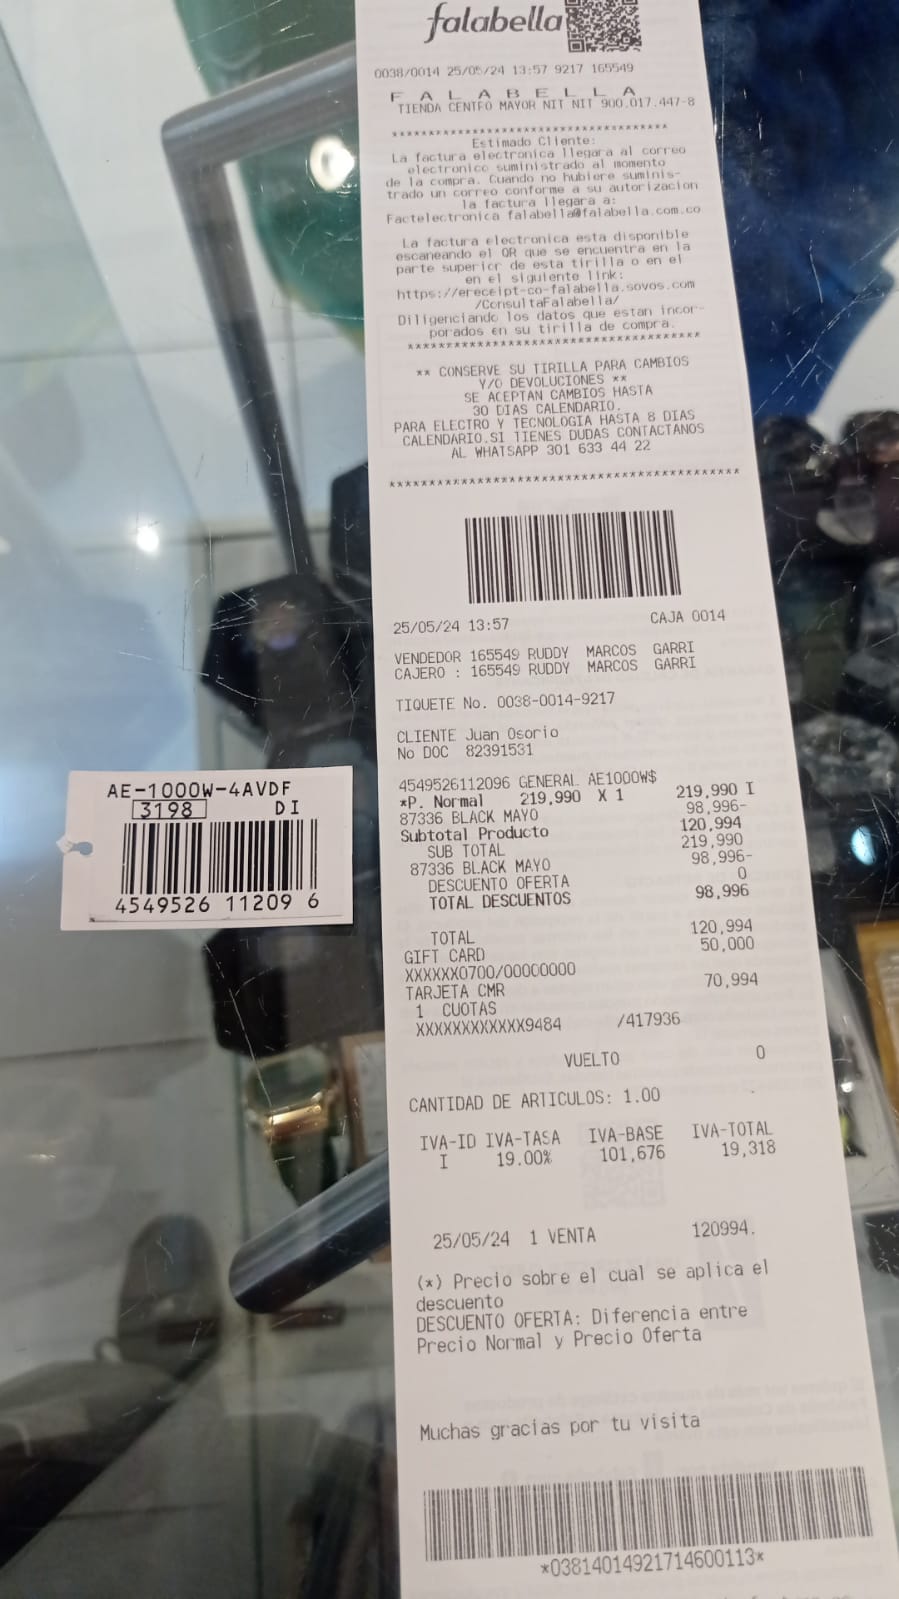 falabella
0038/0014 25/05/24 13:57 9217 165549
F A L A B E L L A
TIENDA CENTRO MAYOR NIT NIT 900.017.447-8
************************************
Estimado Cliente:
La factura electronica llegara al correo
electronico suministrado al momento
de la compra. Cuando no hubiere suminis-
trado un correo conforme a su autorizacion
la factura llegara a:
Factelectronica falabella@falabella.com.co
La factura electronica esta disponible
escaneando el QR que se encuentra en la
parte superior de esta tirilla o en el
en el siguiente link:
https://ereceipt-co-falabella.sovos.com
/ConsultaFalabella/
Diligenciando los datos que estan incor-
porados en su tirilla de compra.
*************************************
** CONSERVE SU TIRILLA PARA CAMBIOS
Y/O DEVOLUCIONES **
SE ACEPTAN CAMBIOS HASTA
30 DIAS CALENDARIO.
PARA ELECTRO Y TECNOLOGIA HASTA 8 DIAS
CALENDARIO.SI TIENES DUDAS CONTACTANOS
AL WHATSAPP 301 633 44 22
********************************************
25/05/24 13:57 CAJA 0014
VENDEDOR 165549 RUDDY MARCOS GARRI
CAJERO : 165549 RUDDY MARCOS GARRI
TIQUETE No. 0038-0014-9217
CLIENTE Juan Osorio
No DOC 82391531
4549526112096 GENERAL AE1000W$
*P. Normal 219,990 X 1 219,990 I
87336 BLACK MAYO 98,996-
Subtotal Producto 120,994
SUB TOTAL 219,990
87336 BLACK MAYO 98,996-
DESCUENTO OFERTA 0
TOTAL DESCUENTOS 98,996
TOTAL 120,994
GIFT CARD 50,000
XXXXXX0700/00000000
TARJETA CMR 70,994
1 CUOTAS
XXXXXXXXXXXX9484 /417936
VUELTO 0
CANTIDAD DE ARTICULOS: 1.00
IVA-ID IVA-TASA IVA-BASE IVA-TOTAL
I 19.00% 101,676 19,318
25/05/24 1 VENTA 120994.
(*) Precio sobre el cual se aplica el
descuento
DESCUENTO OFERTA: Diferencia entre
Precio Normal y Precio Oferta
Muchas gracias por tu visita
*03814014921714600113*
AE-1000W-4AVDF
3198 DI
4549526 11209 6